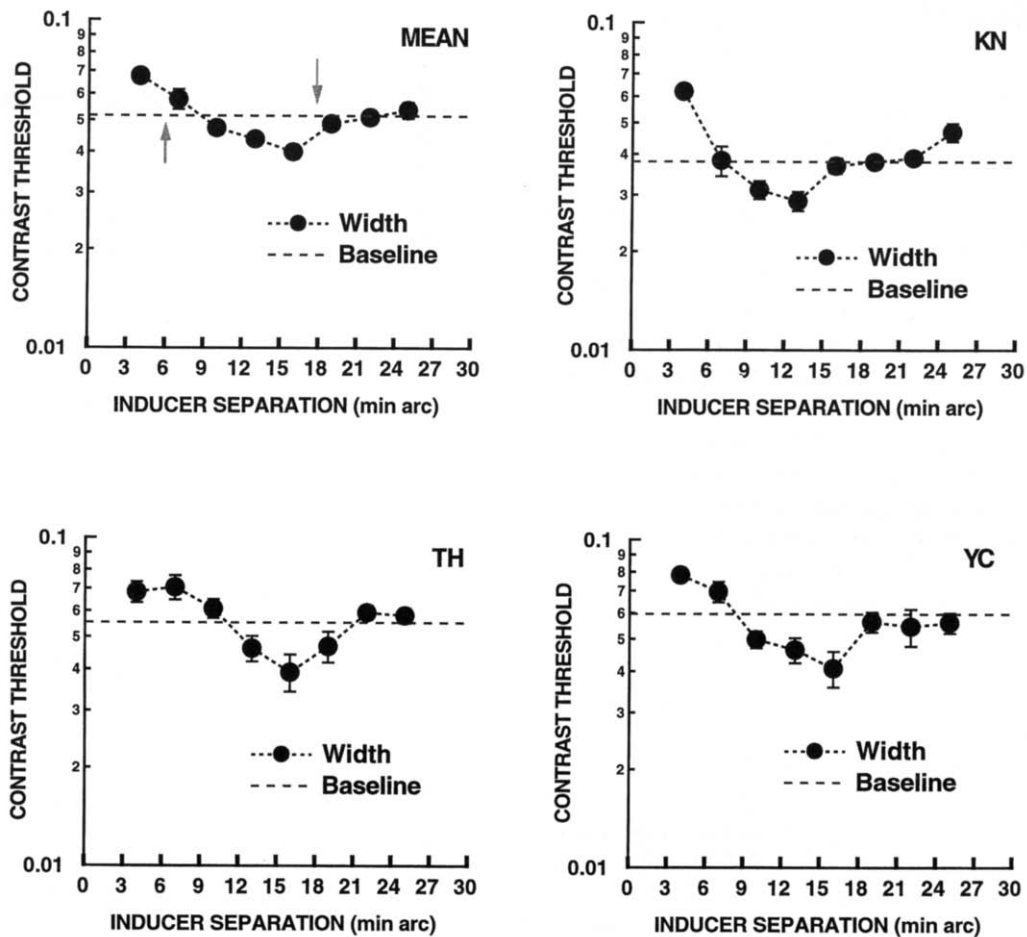 MEAN
CONTRAST THRESHOLD
0.1
9
8
7
6
5
4
3
2
0.01
Width
Baseline
0 3 6 9 12 15 18 21 24 27 30
INDUCER SEPARATION (min arc)
KN
CONTRAST THRESHOLD
0.1
9
8
7
6
5
4
3
2
0.01
Width
Baseline
0 3 6 9 12 15 18 21 24 27 30
INDUCER SEPARATION (min arc)
TH
CONTRAST THRESHOLD
0.1
9
8
7
6
5
4
3
2
0.01
Width
Baseline
0 3 6 9 12 15 18 21 24 27 30
INDUCER SEPARATION (min arc)
YC
CONTRAST THRESHOLD
0.1
9
8
7
6
5
4
3
2
0.01
Width
Baseline
0 3 6 9 12 15 18 21 24 27 30
INDUCER SEPARATION (min arc)